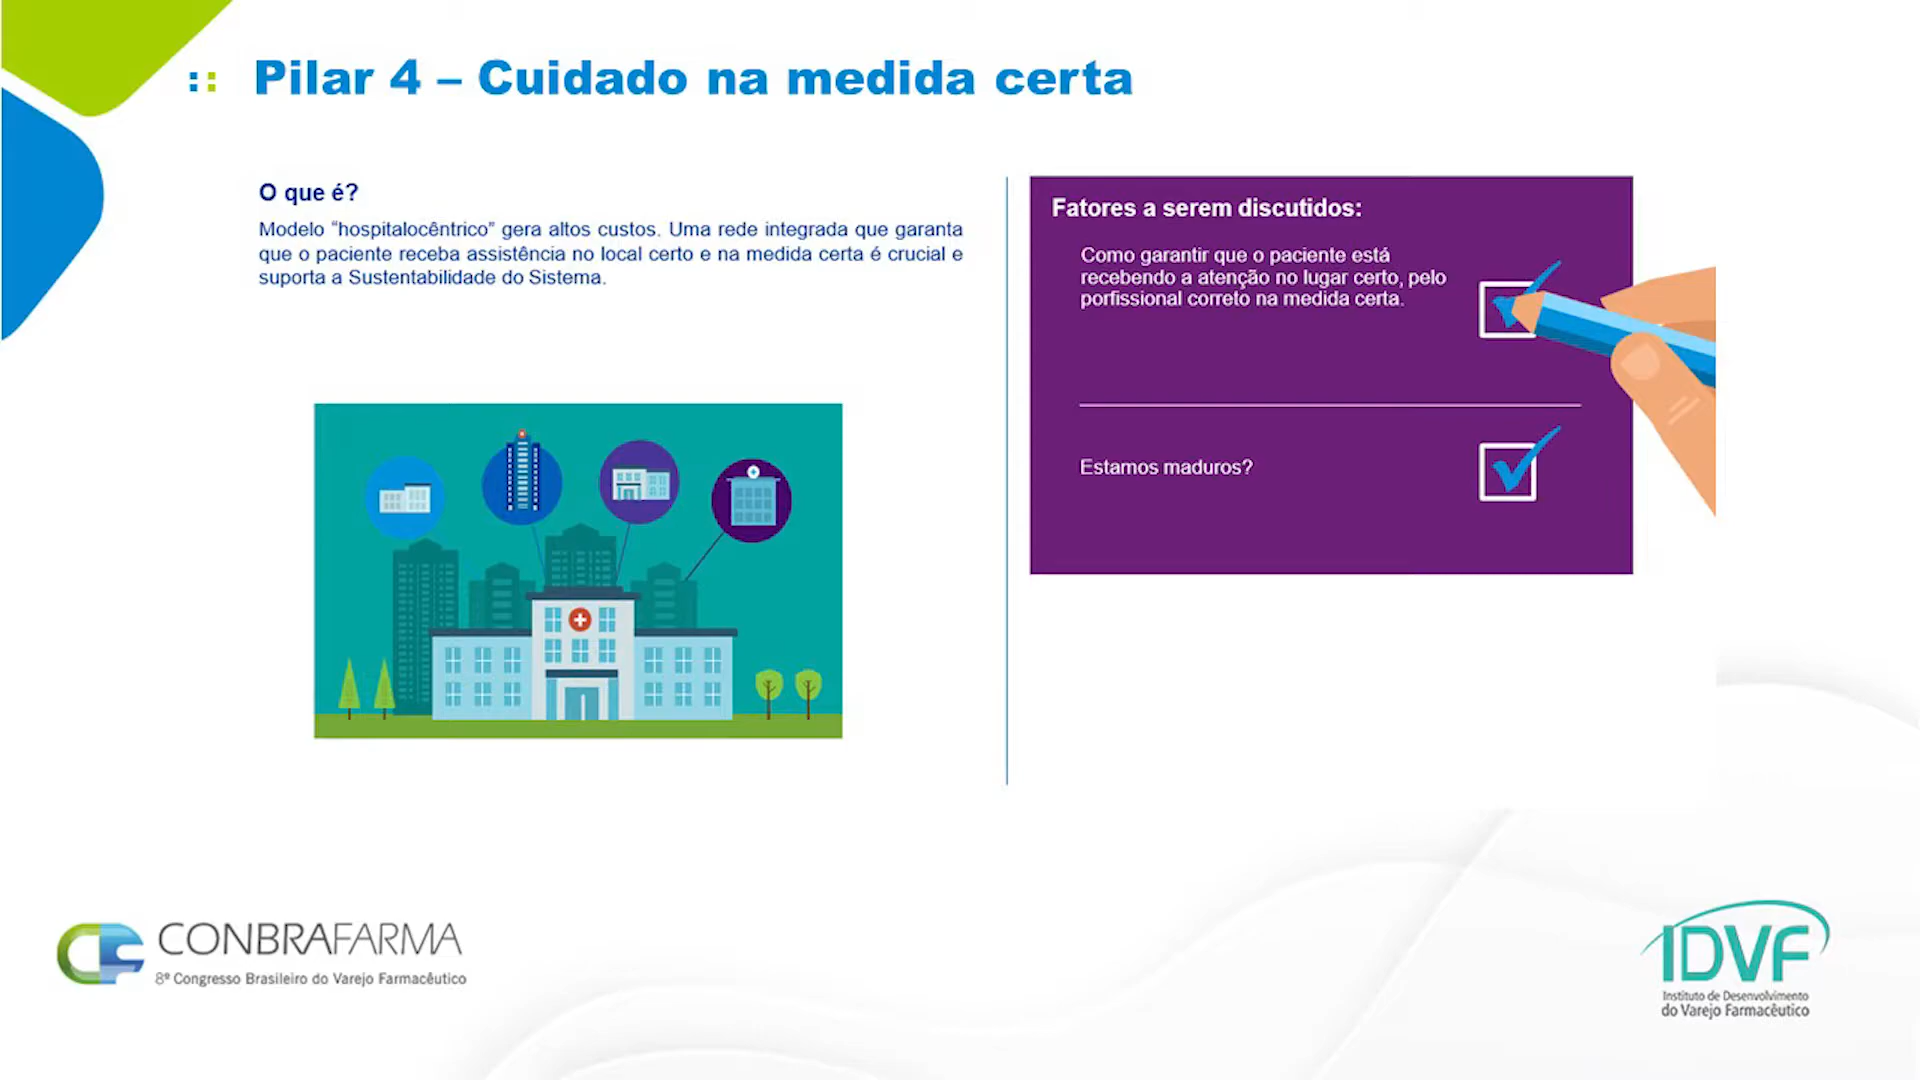 Pilar 4 – Cuidado na medida certa
O que é?
Modelo “hospitalocêntrico” gera altos custos. Uma rede integrada que garanta
que o paciente receba assistência no local certo e na medida certa é crucial e
suporta a Sustentabilidade do Sistema.
Fatores a serem discutidos:
Como garantir que o paciente está
recebendo a atenção no lugar certo, pelo
porfissional correto na medida certa.
Estamos maduros?
CONBRAFARMA
8º Congresso Brasileiro do Varejo Farmacêutico
IDVF
Instituto de Desenvolvimento
do Varejo Farmacêutico